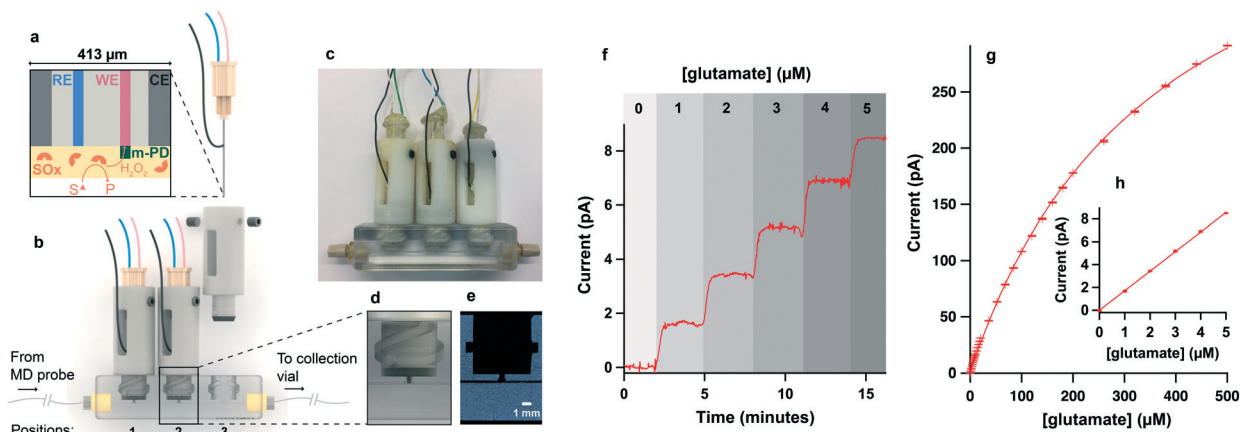 a
413 µm
RE
WE
CE
m-PD
SOx
H₂O₂
S
P
b
From
MD probe
To collection
vial
Positions:
1
2
3
c
d
e
1 mm
f
[glutamate] (µM)
0 1 2 3 4 5
Current (pA)
8
6
4
2
0
0 5 10 15
Time (minutes)
g
Current (pA)
250
200
150
100
50
0
0 100 200 300 400 500
[glutamate] (µM)
h
Current (pA)
8
6
4
2
0
0 1 2 3 4 5
[glutamate] (µM)